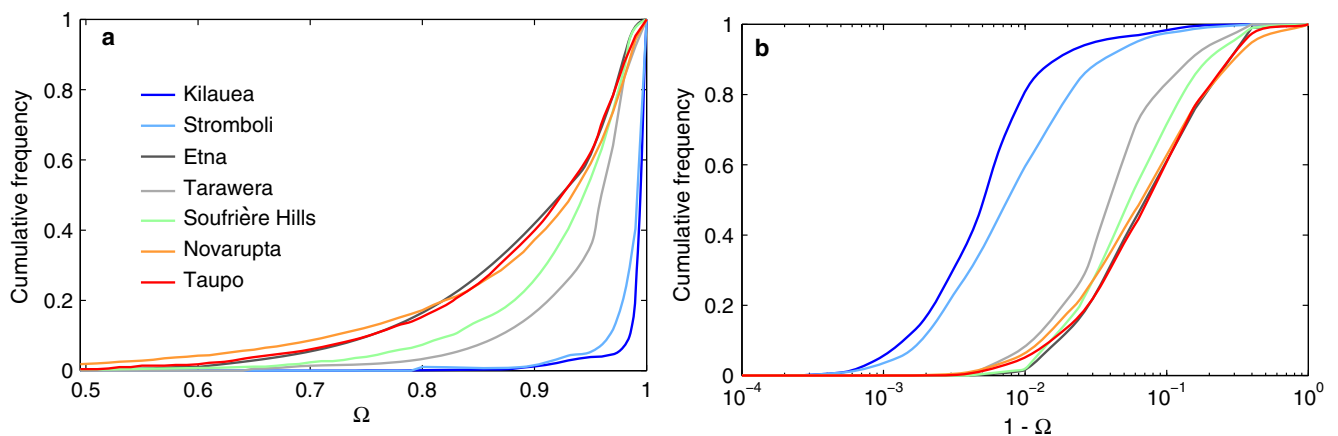 a
Cumulative frequency
1
0.8
0.6
0.4
0.2
0
Kilauea
Stromboli
Etna
Tarawera
Soufrière Hills
Novarupta
Taupo
0.5 0.6 0.7 0.8 0.9 1
Ω
b
Cumulative frequency
1
0.8
0.6
0.4
0.2
0
10⁻⁴ 10⁻³ 10⁻² 10⁻¹ 10⁰
1 - Ω